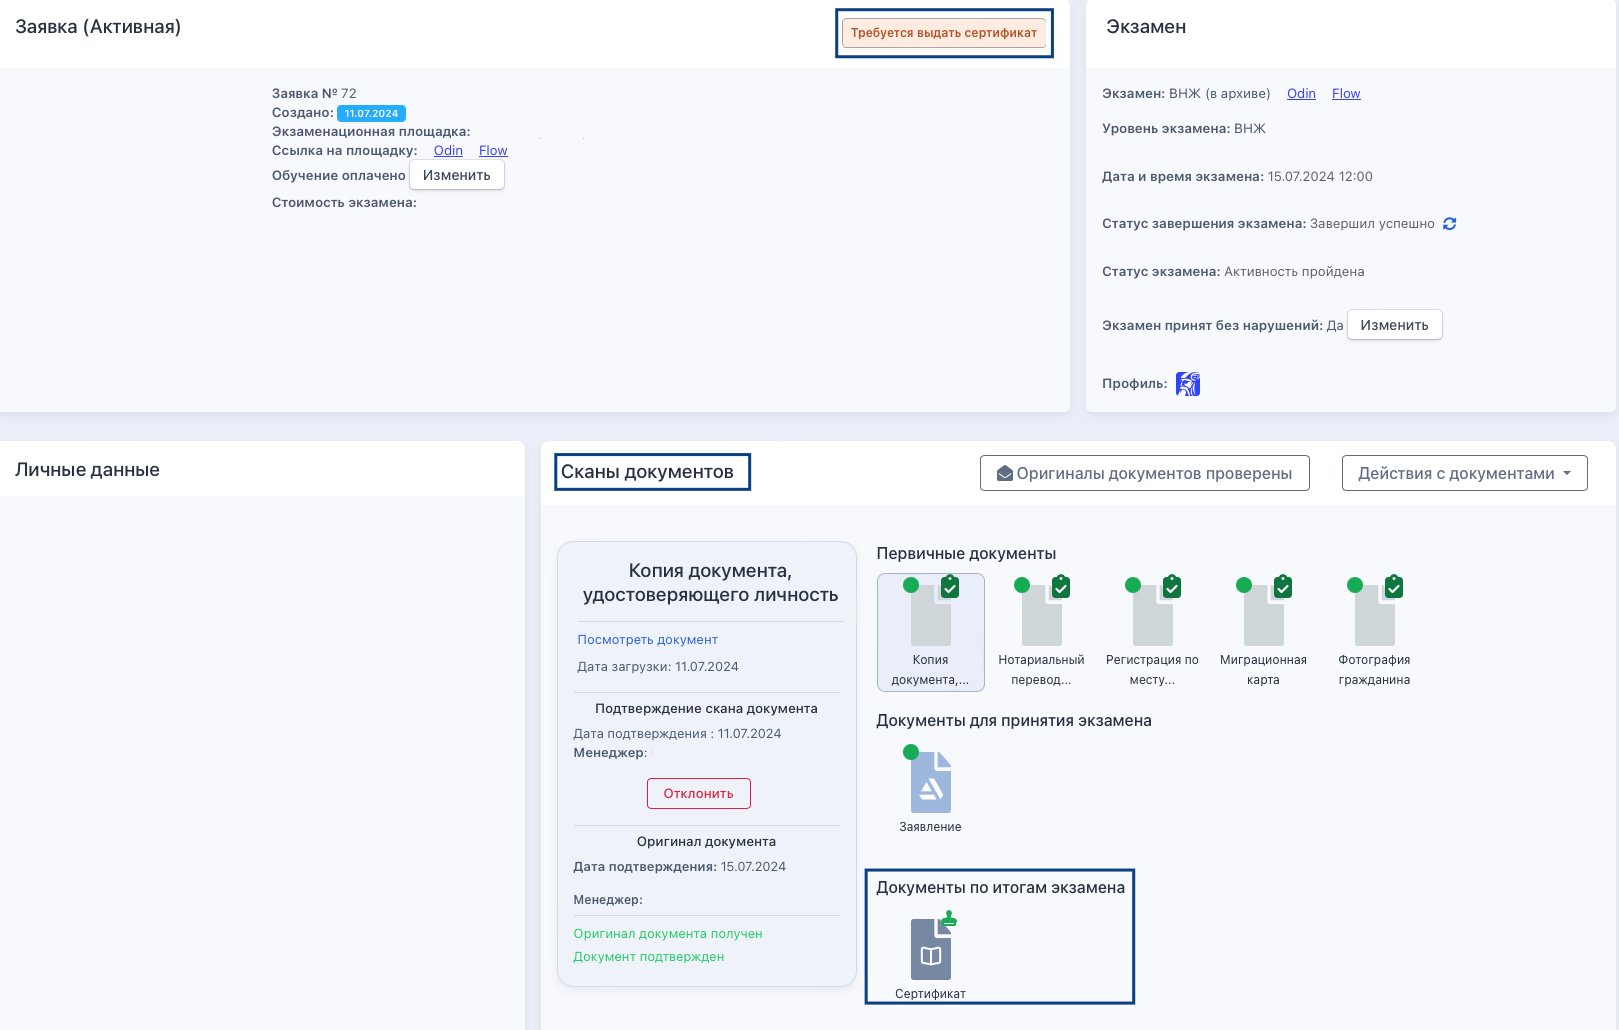 Заявка (Активная)
Требуется выдать сертификат
Заявка № 72
Создано: 11.07.2024
Экзаменационная площадка:
Ссылка на площадку: Odin Flow
Обучение оплачено Изменить
Стоимость экзамена:
Экзамен
Экзамен: ВНЖ (в архиве) Odin Flow
Уровень экзамена: ВНЖ
Дата и время экзамена: 15.07.2024 12:00
Статус завершения экзамена: Завершил успешно
Статус экзамена: Активность пройдена
Экзамен принят без нарушений: Да Изменить
Профиль:
Личные данные
Сканы документов
Оригиналы документов проверены
Действия с документами
Копия документа,
удостоверяющего личность
Посмотреть документ
Дата загрузки: 11.07.2024
Подтверждение скана документа
Дата подтверждения : 11.07.2024
Менеджер:
Отклонить
Оригинал документа
Дата подтверждения: 15.07.2024
Менеджер:
Оригинал документа получен
Документ подтвержден
Первичные документы
Копия
документа,...
Нотариальный
перевод...
Регистрация по
месту...
Миграционная
карта
Фотография
гражданина
Документы для принятия экзамена
Заявление
Документы по итогам экзамена
Сертификат